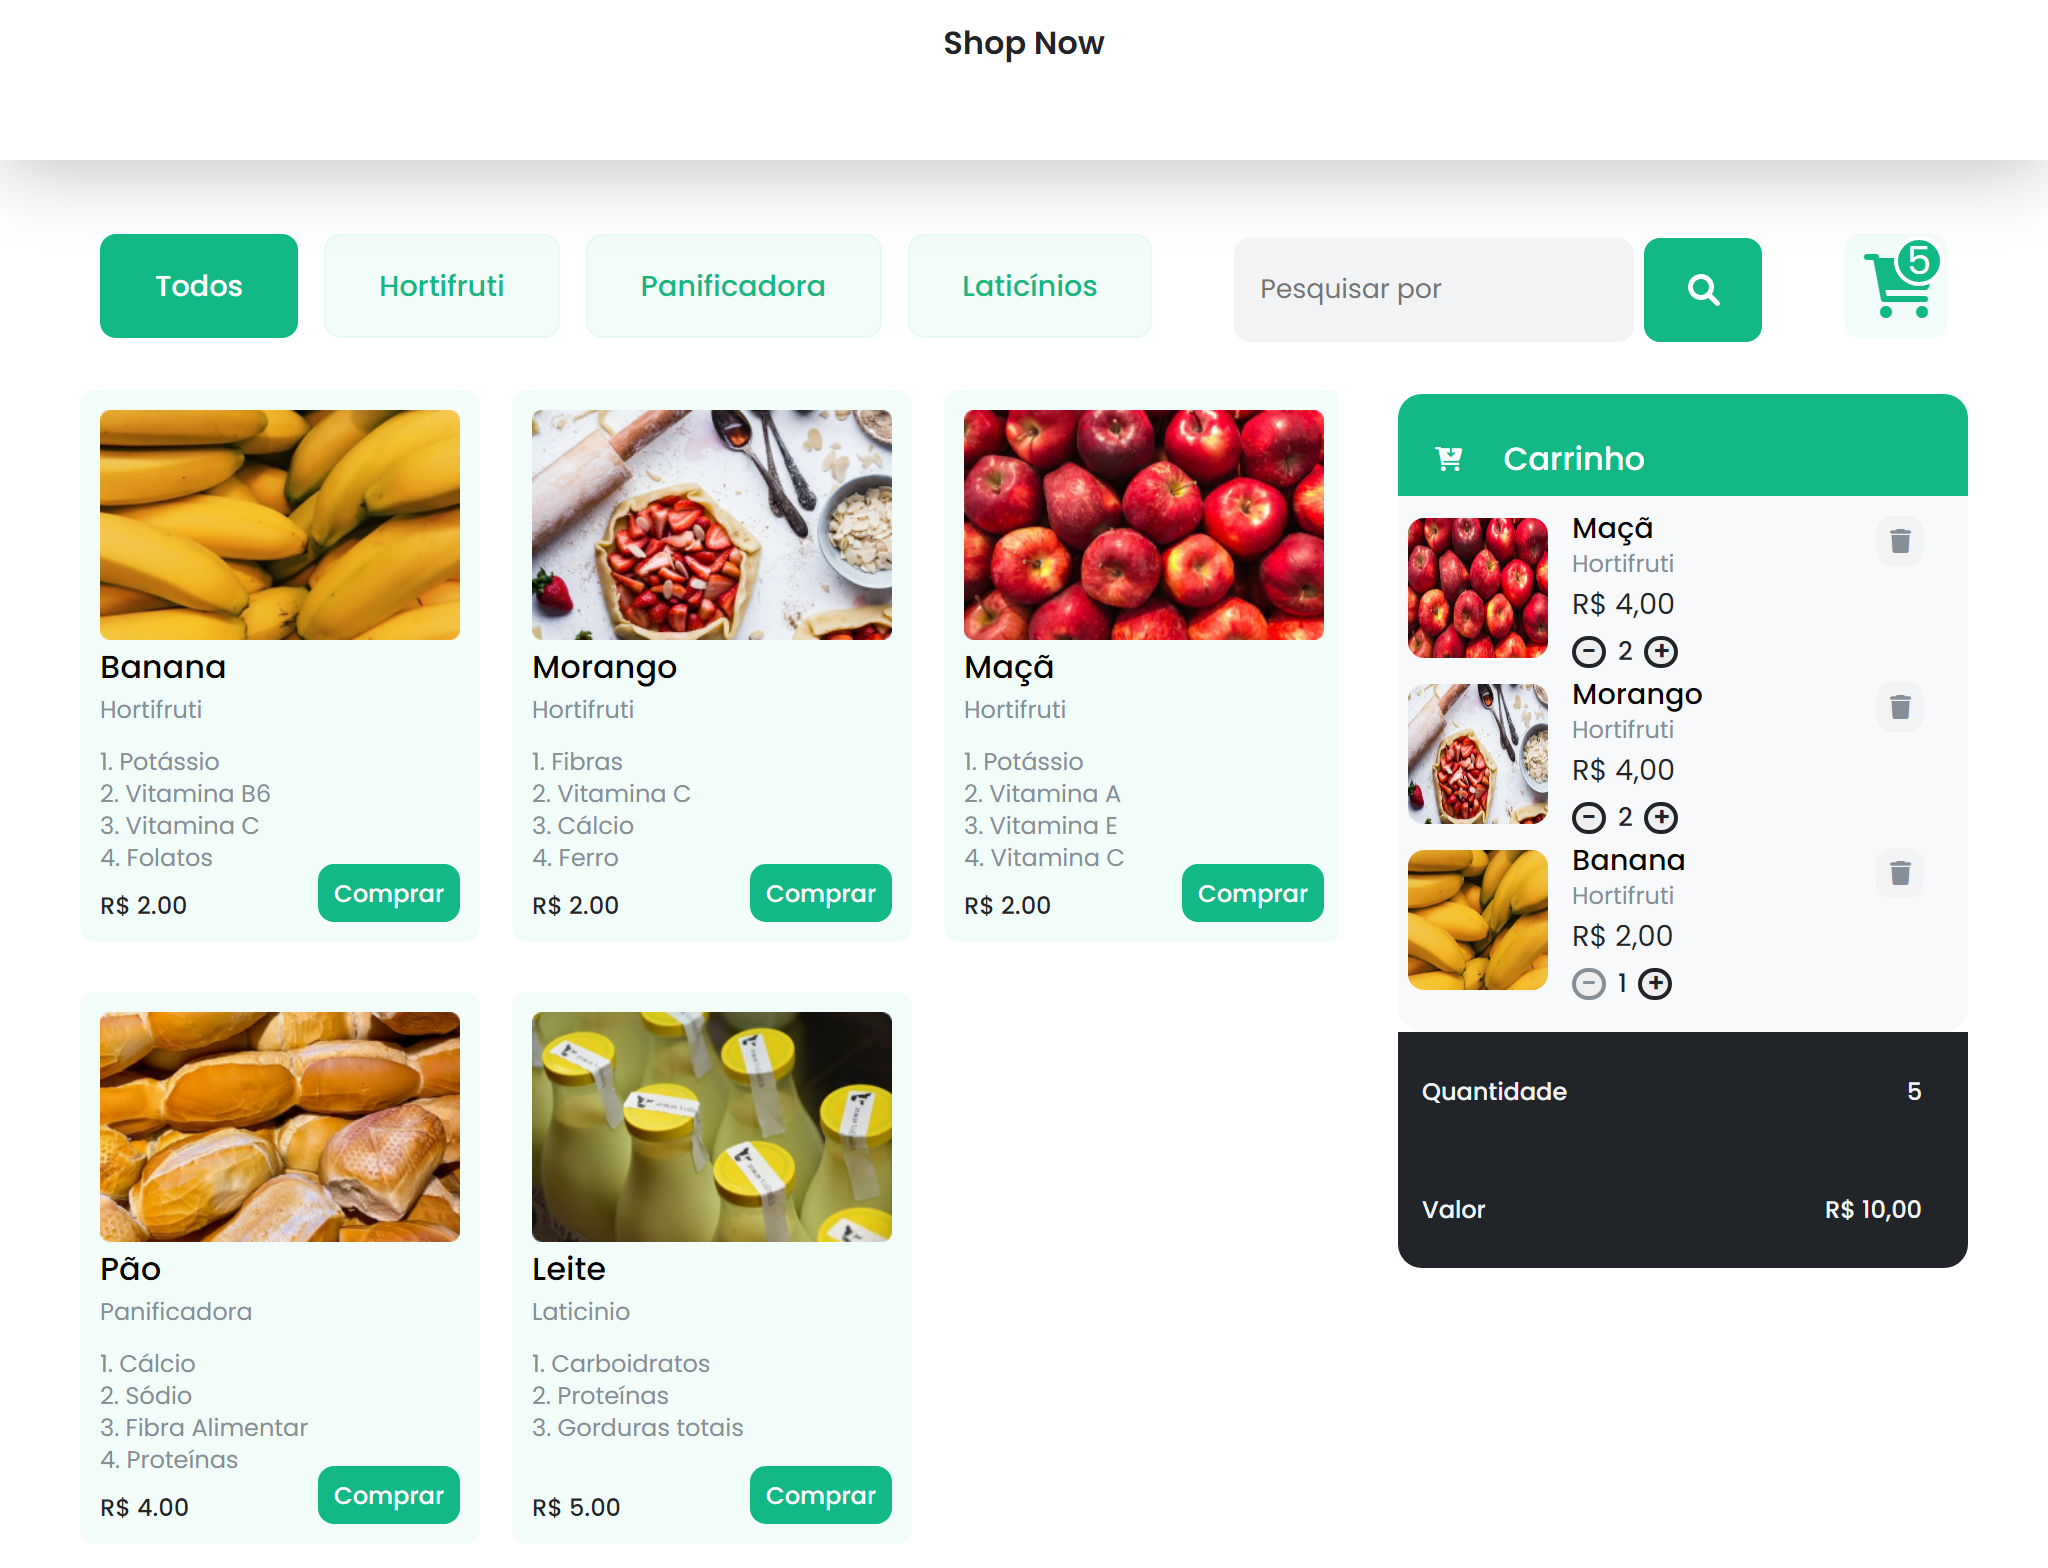 Shop Now
Todos
Hortifruti
Panificadora
Laticínios
Pesquisar por
5
Banana
Hortifruti
1. Potássio
2. Vitamina B6
3. Vitamina C
4. Folatos
R$ 2.00
Comprar
Morango
Hortifruti
1. Fibras
2. Vitamina C
3. Cálcio
4. Ferro
R$ 2.00
Comprar
Maçã
Hortifruti
1. Potássio
2. Vitamina A
3. Vitamina E
4. Vitamina C
R$ 2.00
Comprar
Pão
Panificadora
1. Cálcio
2. Sódio
3. Fibra Alimentar
4. Proteínas
R$ 4.00
Comprar
Leite
Laticinio
1. Carboidratos
2. Proteínas
3. Gorduras totais
R$ 5.00
Comprar
Carrinho
Maçã
Hortifruti
R$ 4,00
2
Morango
Hortifruti
R$ 4,00
2
Banana
Hortifruti
R$ 2,00
1
Quantidade 5
Valor R$ 10,00